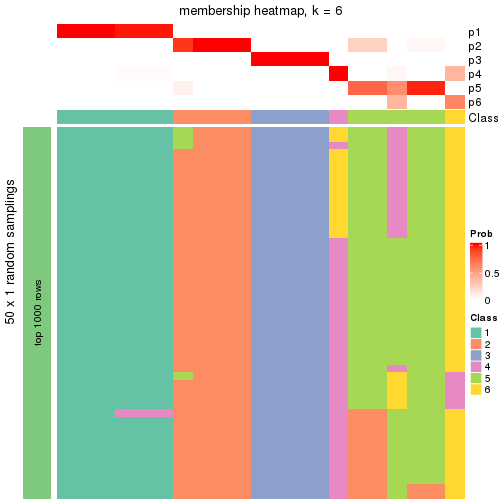 membership heatmap, k = 6
p1
p2
p3
p4
p5
p6
Class
50 x 1 random samplings
top 1000 rows
Prob
1
0.5
0
Class
1
2
3
4
5
6